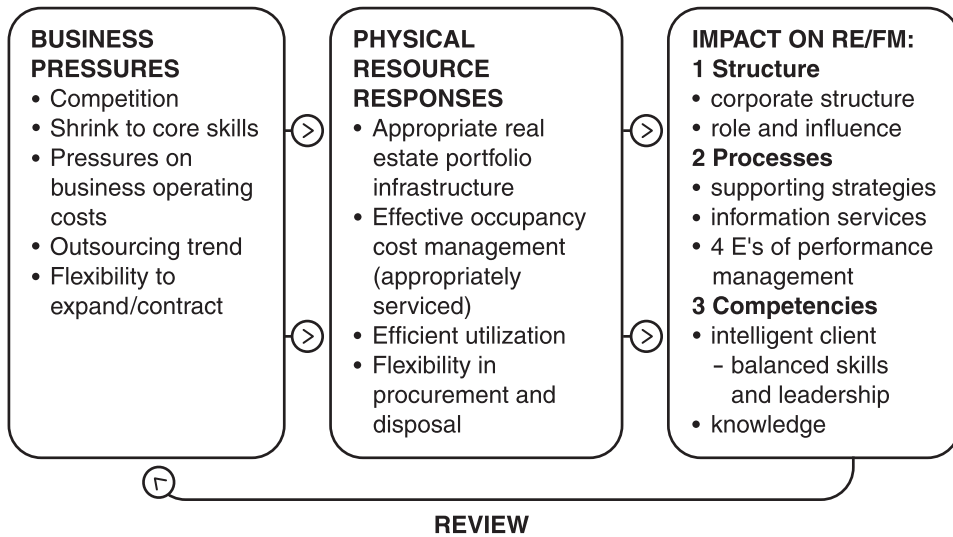 BUSINESS
PRESSURES
• Competition
• Shrink to core skills
• Pressures on
business operating
costs
• Outsourcing trend
• Flexibility to
expand/contract
PHYSICAL
RESOURCE
RESPONSES
• Appropriate real
estate portfolio
infrastructure
• Effective occupancy
cost management
(appropriately
serviced)
• Efficient utilization
• Flexibility in
procurement and
disposal
IMPACT ON RE/FM:
1 Structure
• corporate structure
• role and influence
2 Processes
• supporting strategies
• information services
• 4 E's of performance
management
3 Competencies
• intelligent client
– balanced skills
and leadership
• knowledge
REVIEW